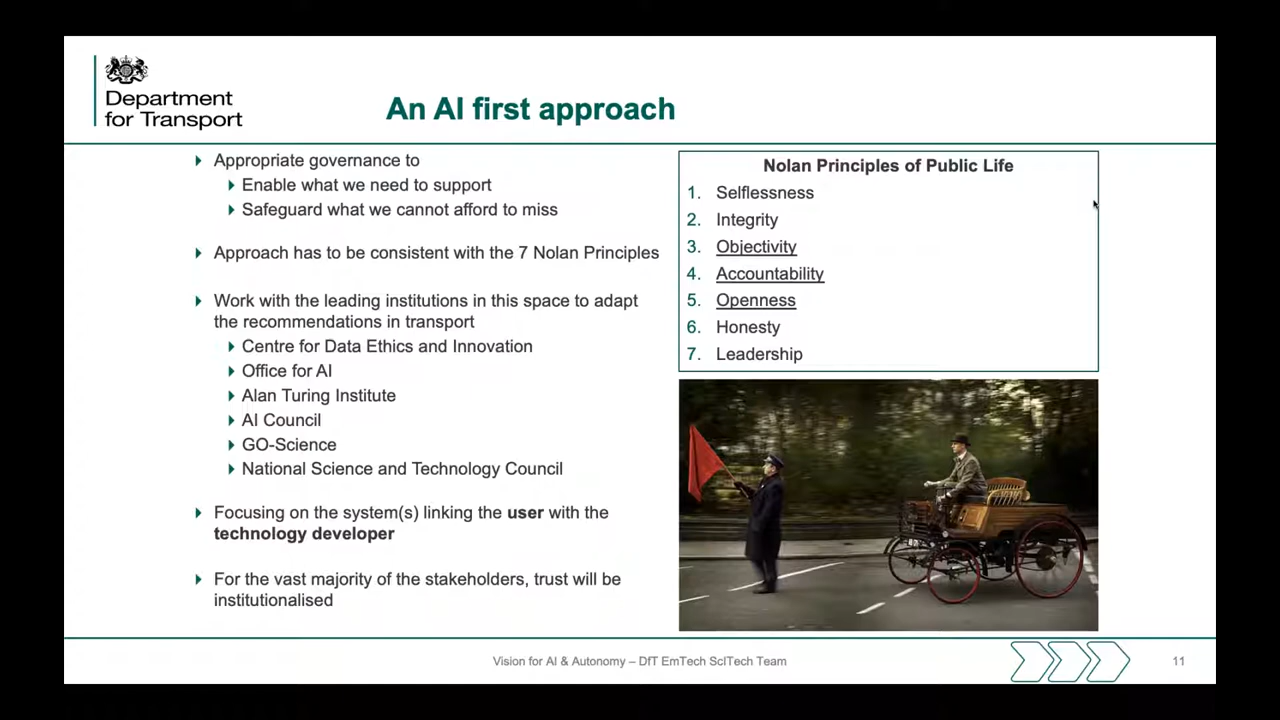 Department
for Transport
An AI first approach
Appropriate governance to
Enable what we need to support
Safeguard what we cannot afford to miss
Approach has to be consistent with the 7 Nolan Principles
Work with the leading institutions in this space to adapt
the recommendations in transport
Centre for Data Ethics and Innovation
Office for AI
Alan Turing Institute
AI Council
GO-Science
National Science and Technology Council
Focusing on the system(s) linking the user with the
technology developer
For the vast majority of the stakeholders, trust will be
institutionalised
Nolan Principles of Public Life
1. Selflessness
2. Integrity
3. Objectivity
4. Accountability
5. Openness
6. Honesty
7. Leadership
Vision for AI & Autonomy – DfT EmTech SciTech Team
11